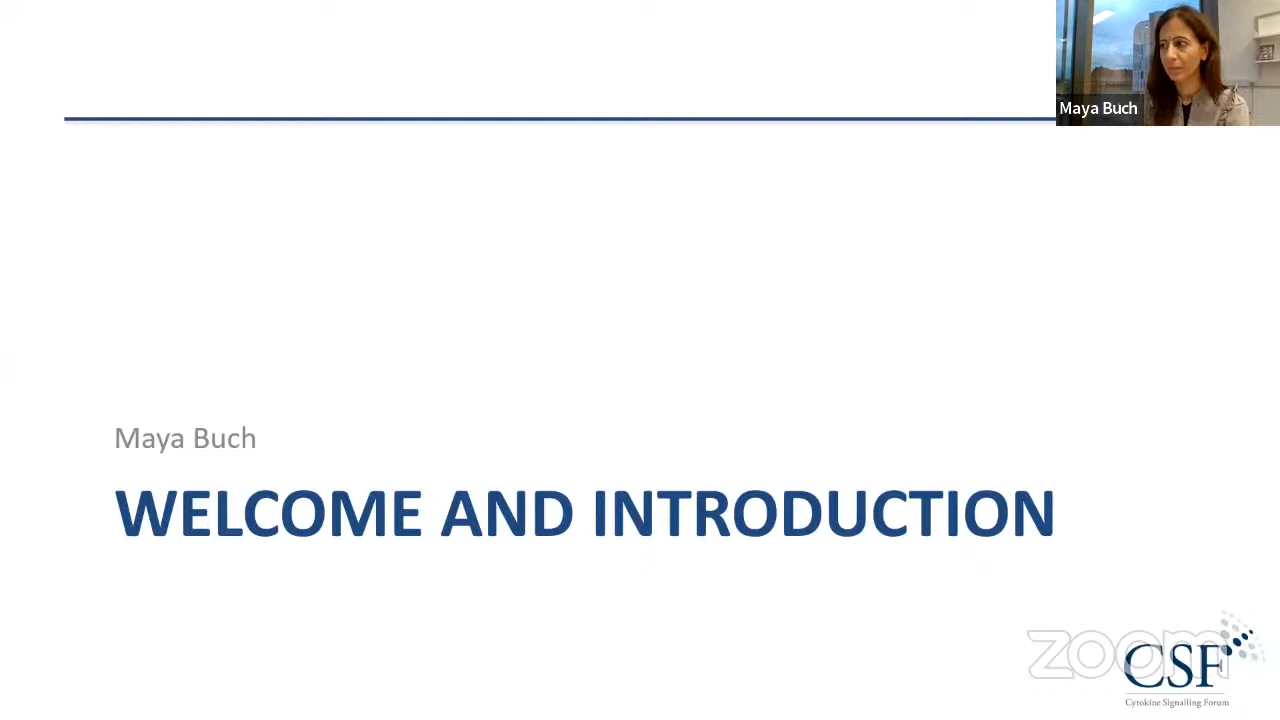 Maya Buch
Maya Buch
WELCOME AND INTRODUCTION
zoom
CSF
Cytokine Signalling Forum